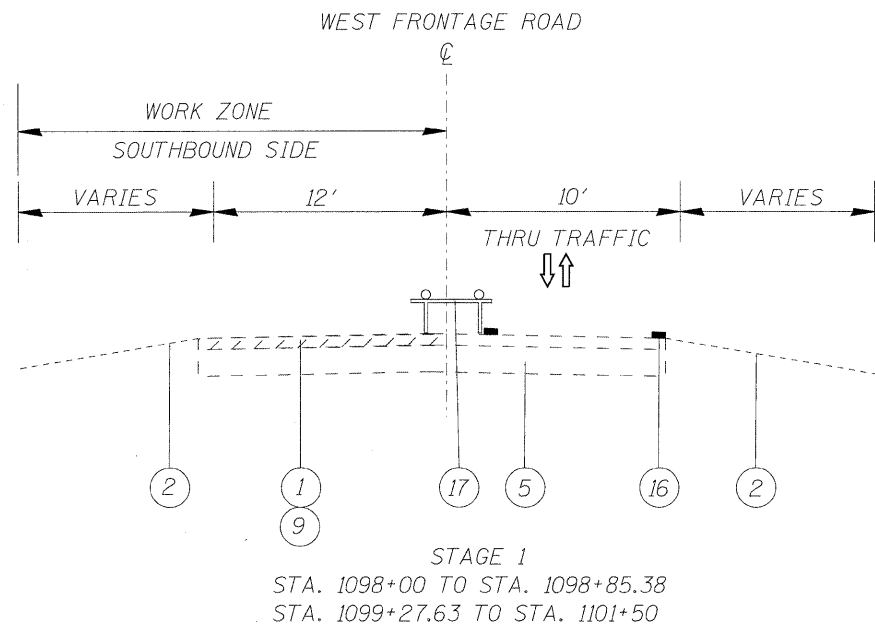 WEST FRONTAGE ROAD
℄
WORK ZONE
SOUTHBOUND SIDE
VARIES 12' 10' VARIES
THRU TRAFFIC
2 1 17 5 16 2
9
STAGE 1
STA. 1098+00 TO STA. 1098+85.38
STA. 1099+27.63 TO STA. 1101+50